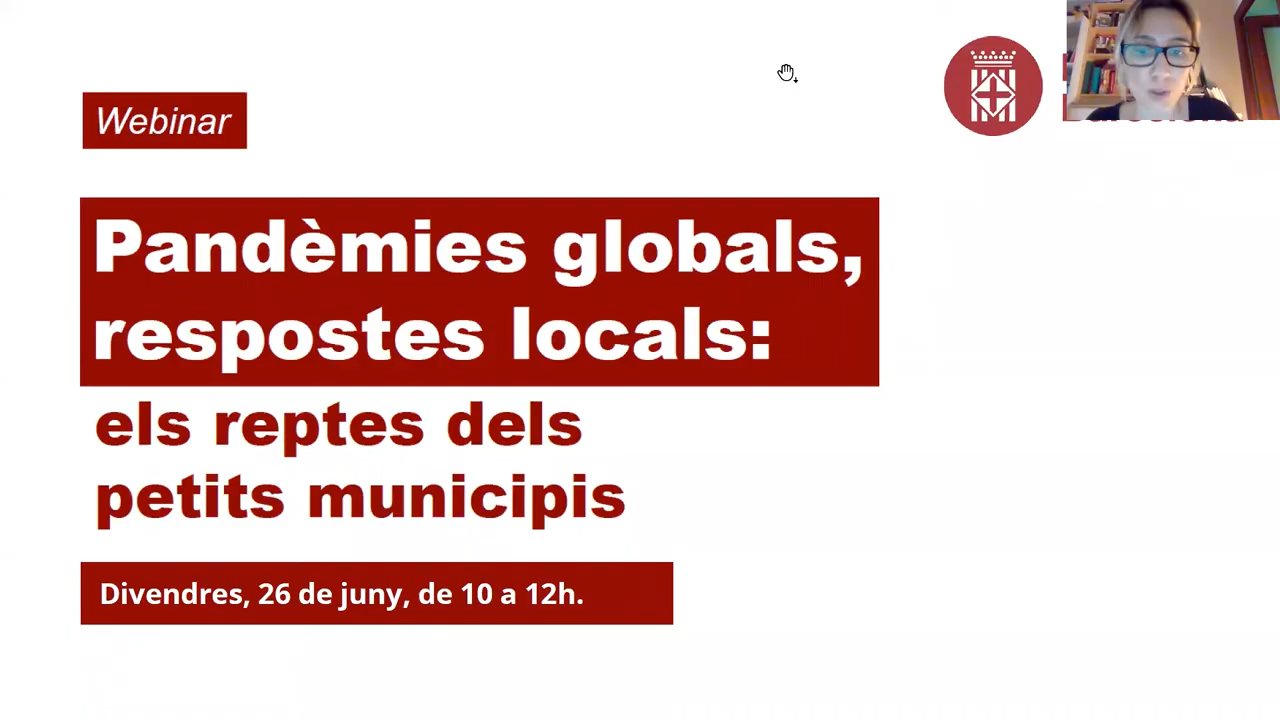 Webinar
Pandèmies globals,
respostes locals:
els reptes dels
petits municipis
Divendres, 26 de juny, de 10 a 12h.